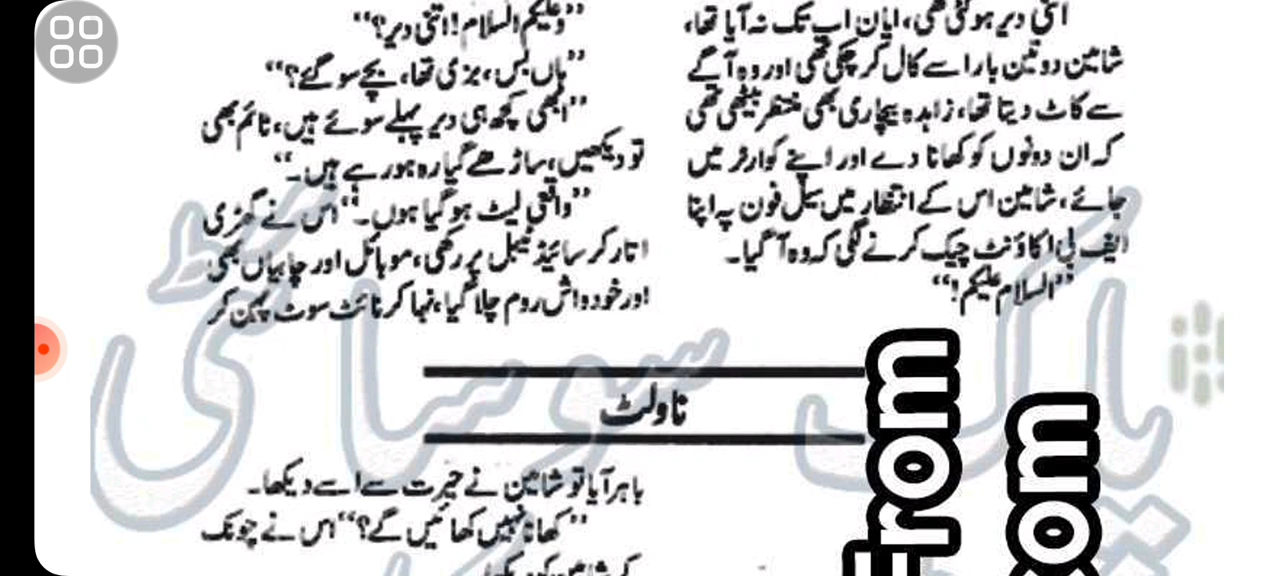 اتنی دیر ہو گئی تھی، ایان اب تک نہ آیا تھا،
شامین دو تین بار اسے کال کر چکی تھی اور وہ آگے
سے کاٹ دیتا تھا، زاہدہ بیچاری بھی منتظر بیٹھی تھی
کہ ان دونوں کو کھانا دے اور اپنے کوارٹر میں
جائے، شامین اس کے انتظار میں سیل فون پہ اپنا
ایف بی اکاؤنٹ چیک کرنے لگی کہ وہ آ گیا۔
’’السلام علیکم!‘‘
’’وعلیکم السلام! اتنی دیر؟‘‘
’’ہاں بس، بزی تھا، بچے سو گئے؟‘‘
’’ابھی کچھ ہی دیر پہلے سوئے ہیں، ٹائم بھی
تو دیکھیں، ساڑھے گیارہ ہو رہے ہیں۔‘‘
’’واقعی لیٹ ہو گیا ہوں۔‘‘ اس نے گھڑی
اتار کر سائیڈ ٹیبل پر رکھی، موبائل اور چابیاں بھی
اور خود واش روم چلا گیا، نہا کر نائٹ سوٹ پہن کر
ناولٹ
باہر آیا تو شامین نے حیرت سے اسے دیکھا۔
’’کھانا نہیں کھائیں گے؟‘‘ اس نے چونک
پاک سوسائٹی
From
om